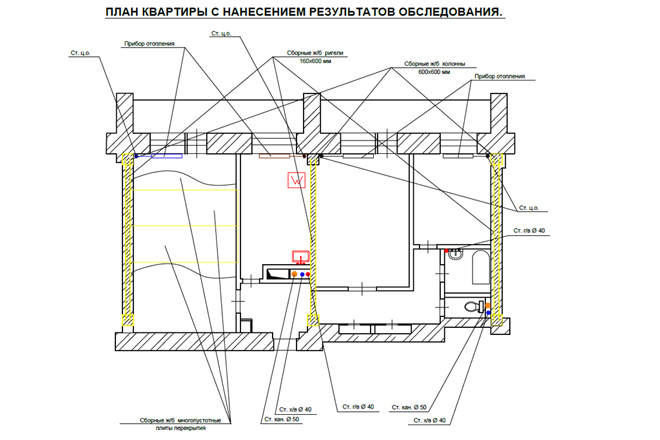 ПЛАН КВАРТИРЫ С НАНЕСЕНИЕМ РЕЗУЛЬТАТОВ ОБСЛЕДОВАНИЯ.
Ст. ц.о.
Прибор отопления
Ст. ц.о.
Сборные ж/б ригели
160х600 мм
Сборные ж/б колонны
600х600 мм
Прибор отопления
W
Ст. ц.о.
Ст. г/в Ø 40
Сборные ж/б многопустотные
плиты перекрытия
Ст. х/в Ø 40
Ст. кан. Ø 50
Ст. г/в Ø 40
Ст. кан. Ø 50
Ст. х/в Ø 40